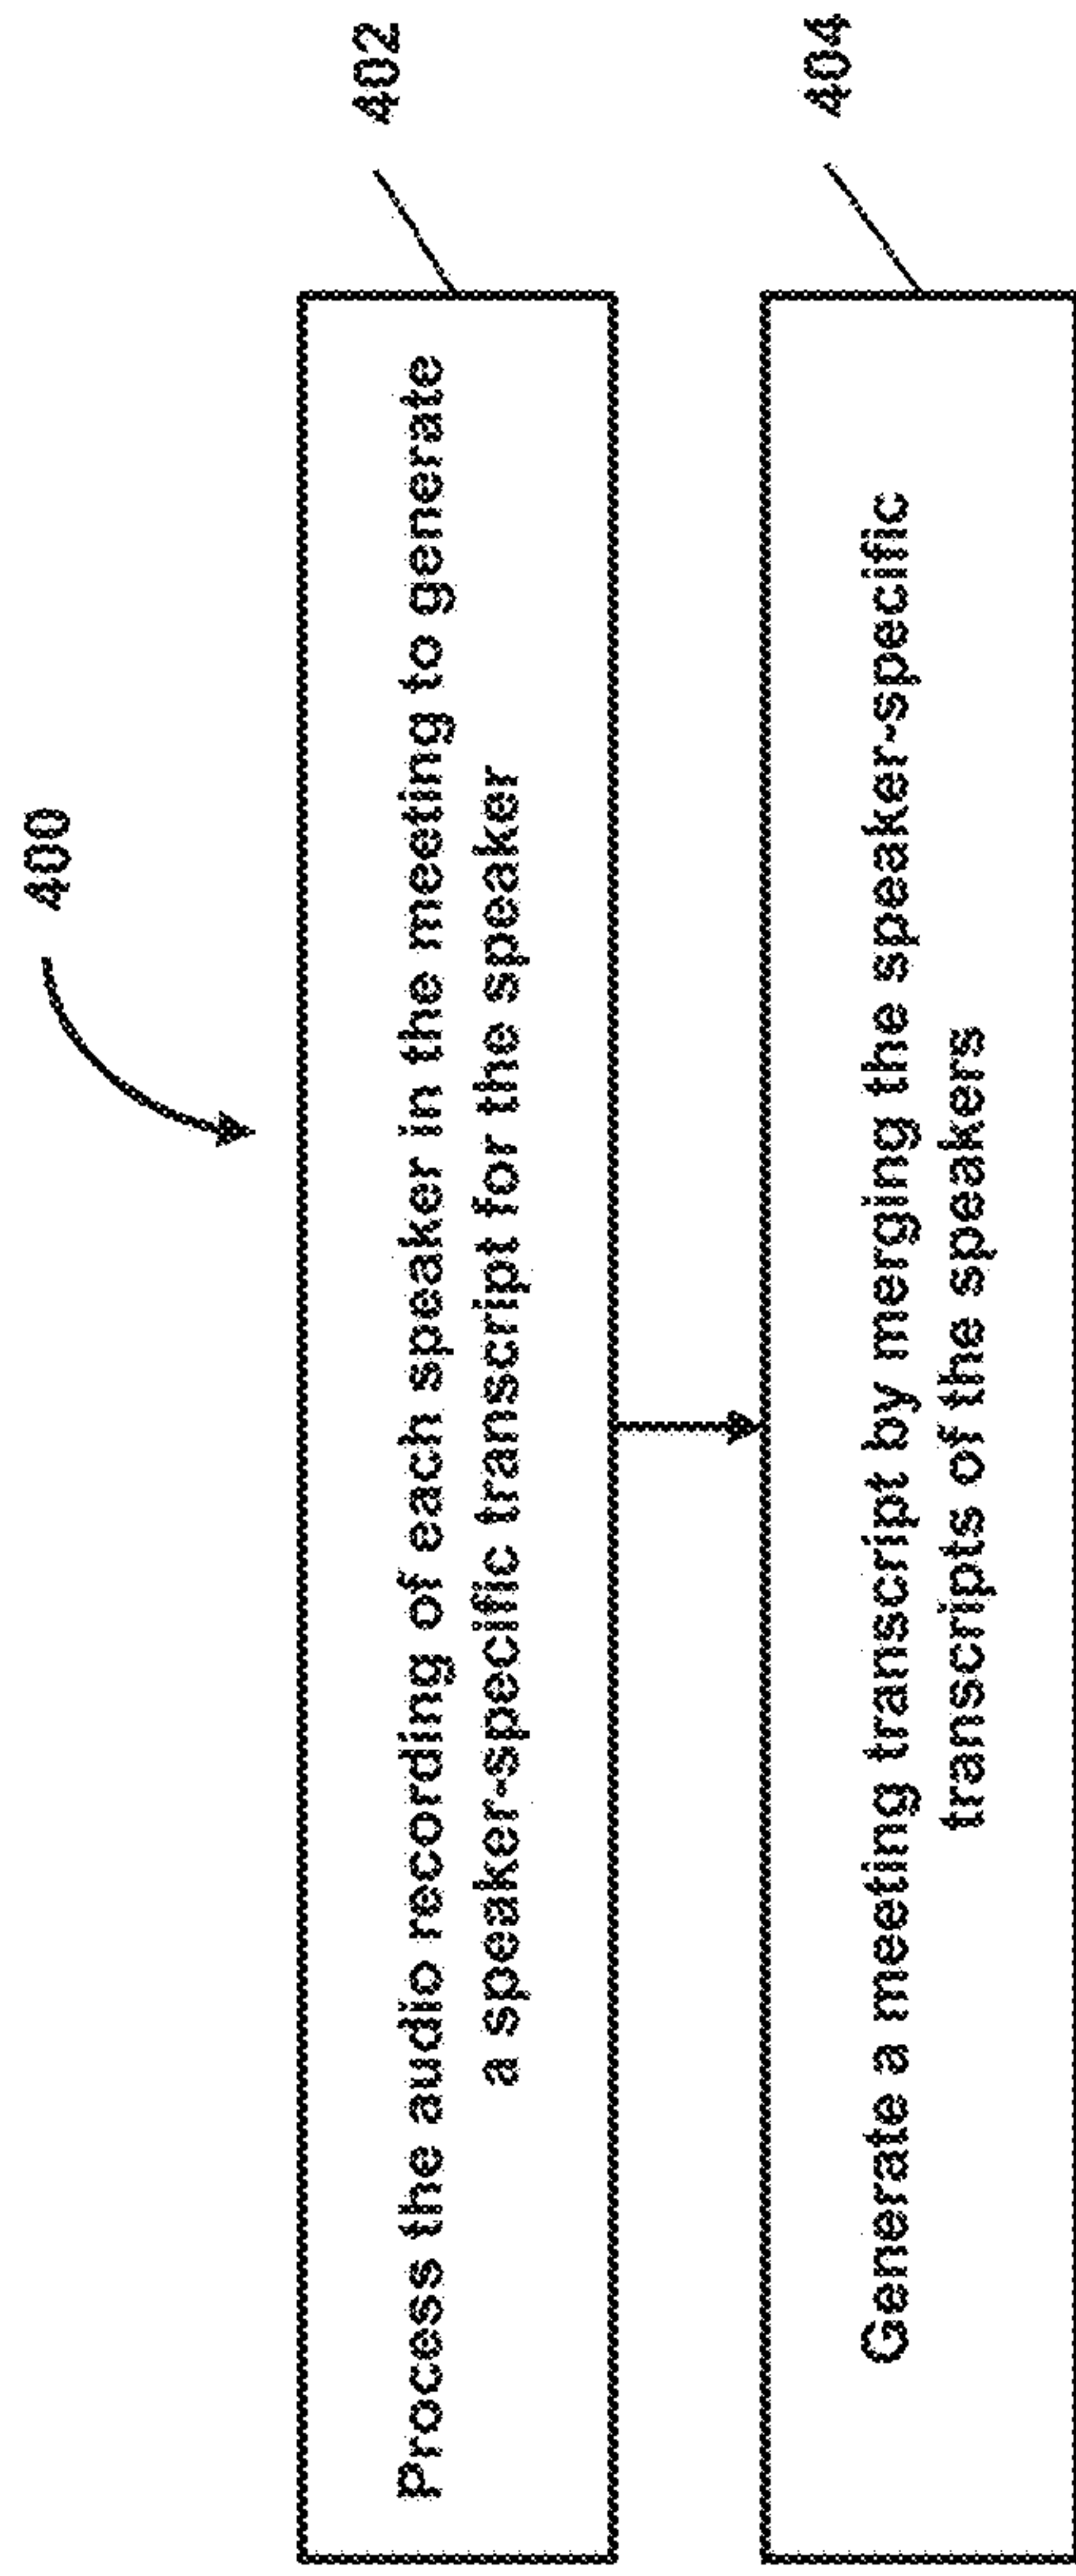 400
402
Process the audio recording of each speaker in the meeting to generate
a speaker-specific transcript for the speaker
404
Generate a meeting transcript by merging the speaker-specific
transcripts of the speakers